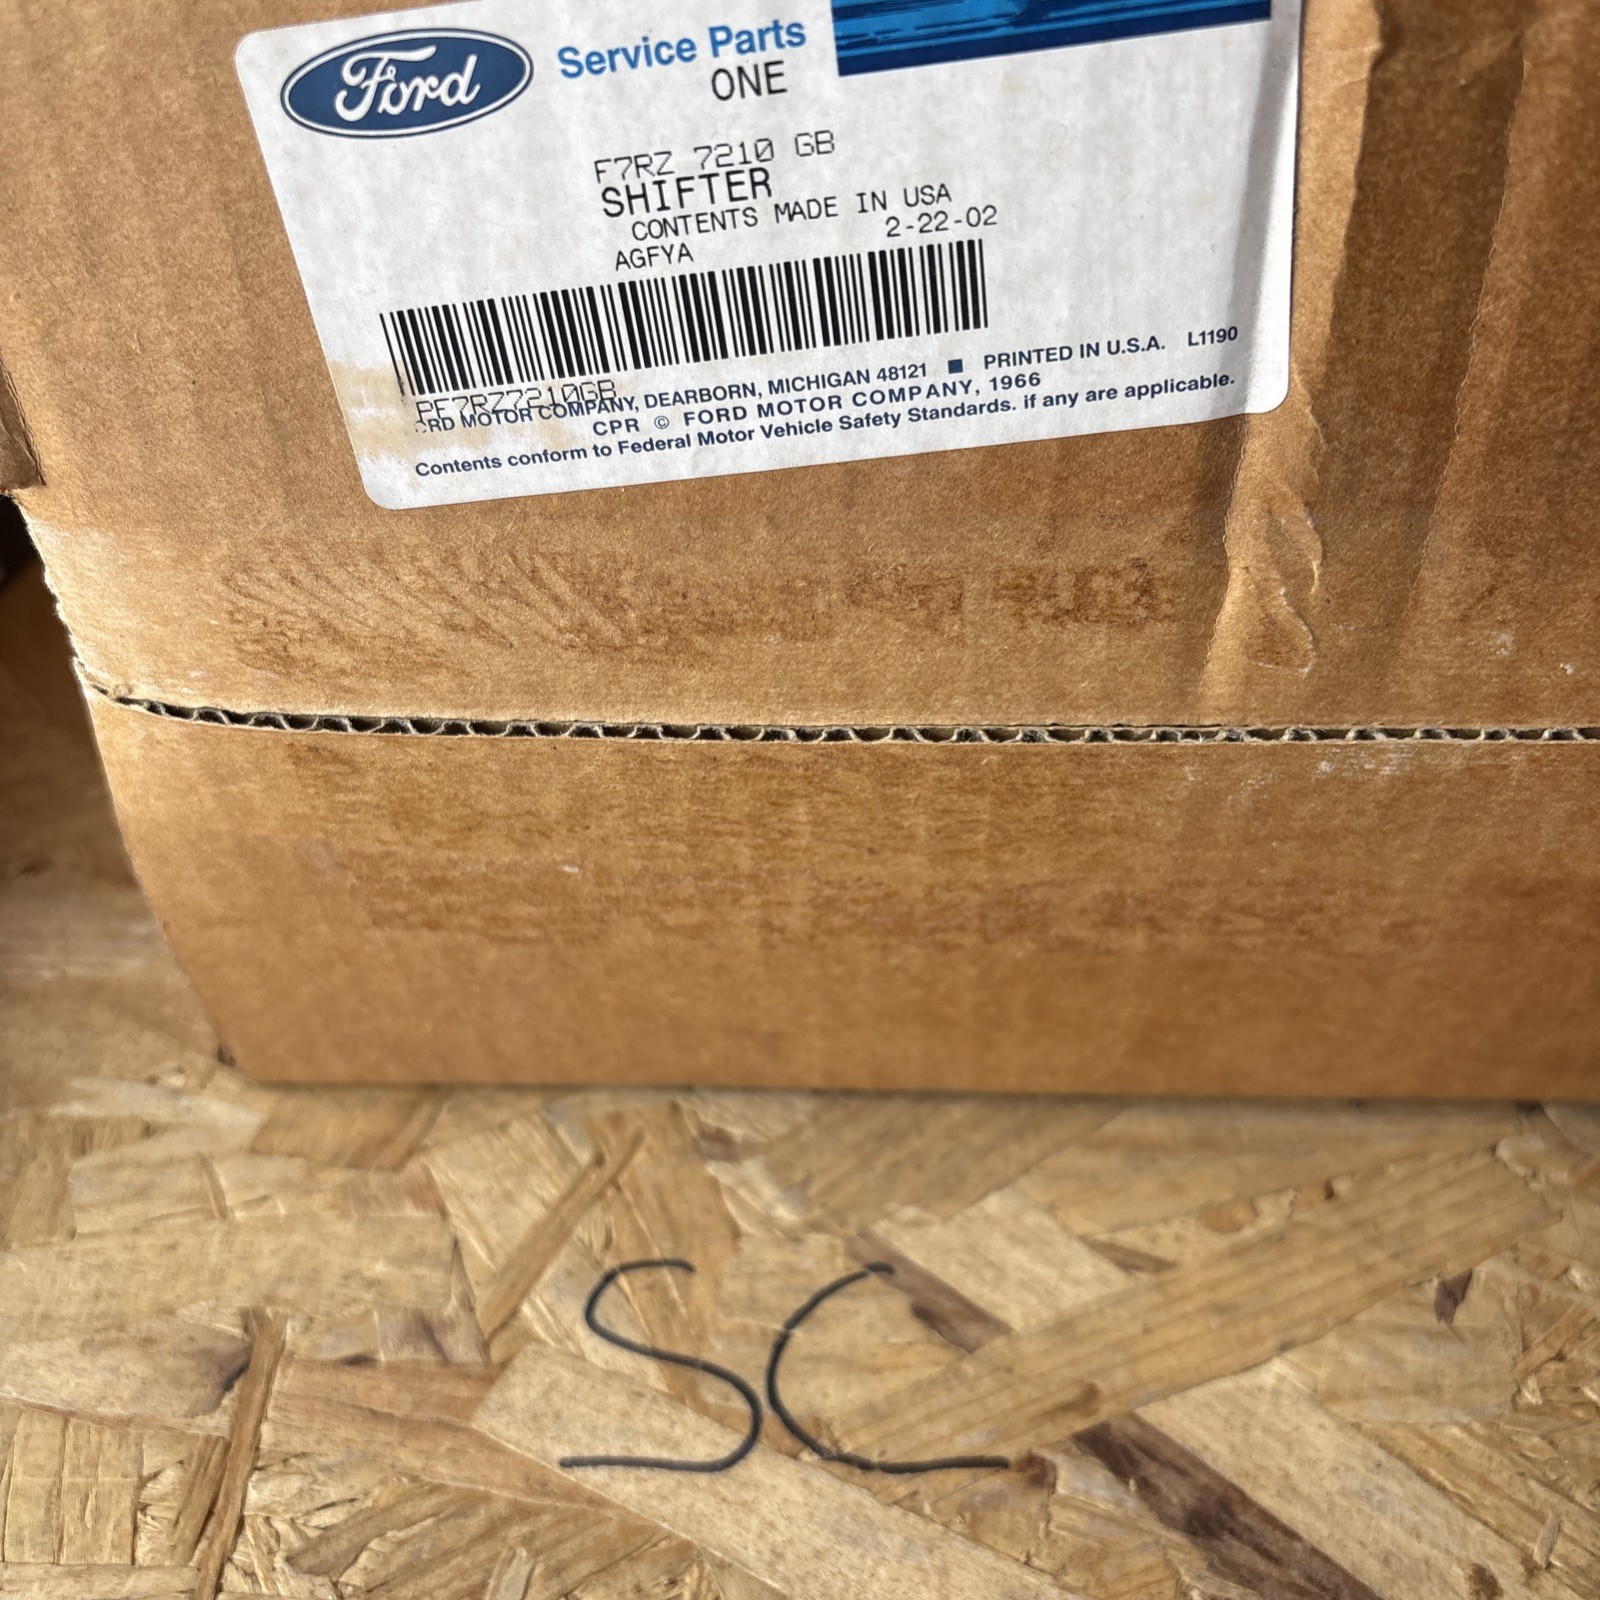 Ford Service Parts
ONE
F7RZ 7210 GB
SHIFTER
CONTENTS MADE IN USA
AGFYA 2-22-02
PF7RZ7210GB
RD MOTOR COMPANY, DEARBORN, MICHIGAN 48121 ■ PRINTED IN U.S.A. L1190
CPR © FORD MOTOR COMPANY, 1966
Contents conform to Federal Motor Vehicle Safety Standards. if any are applicable.
SC